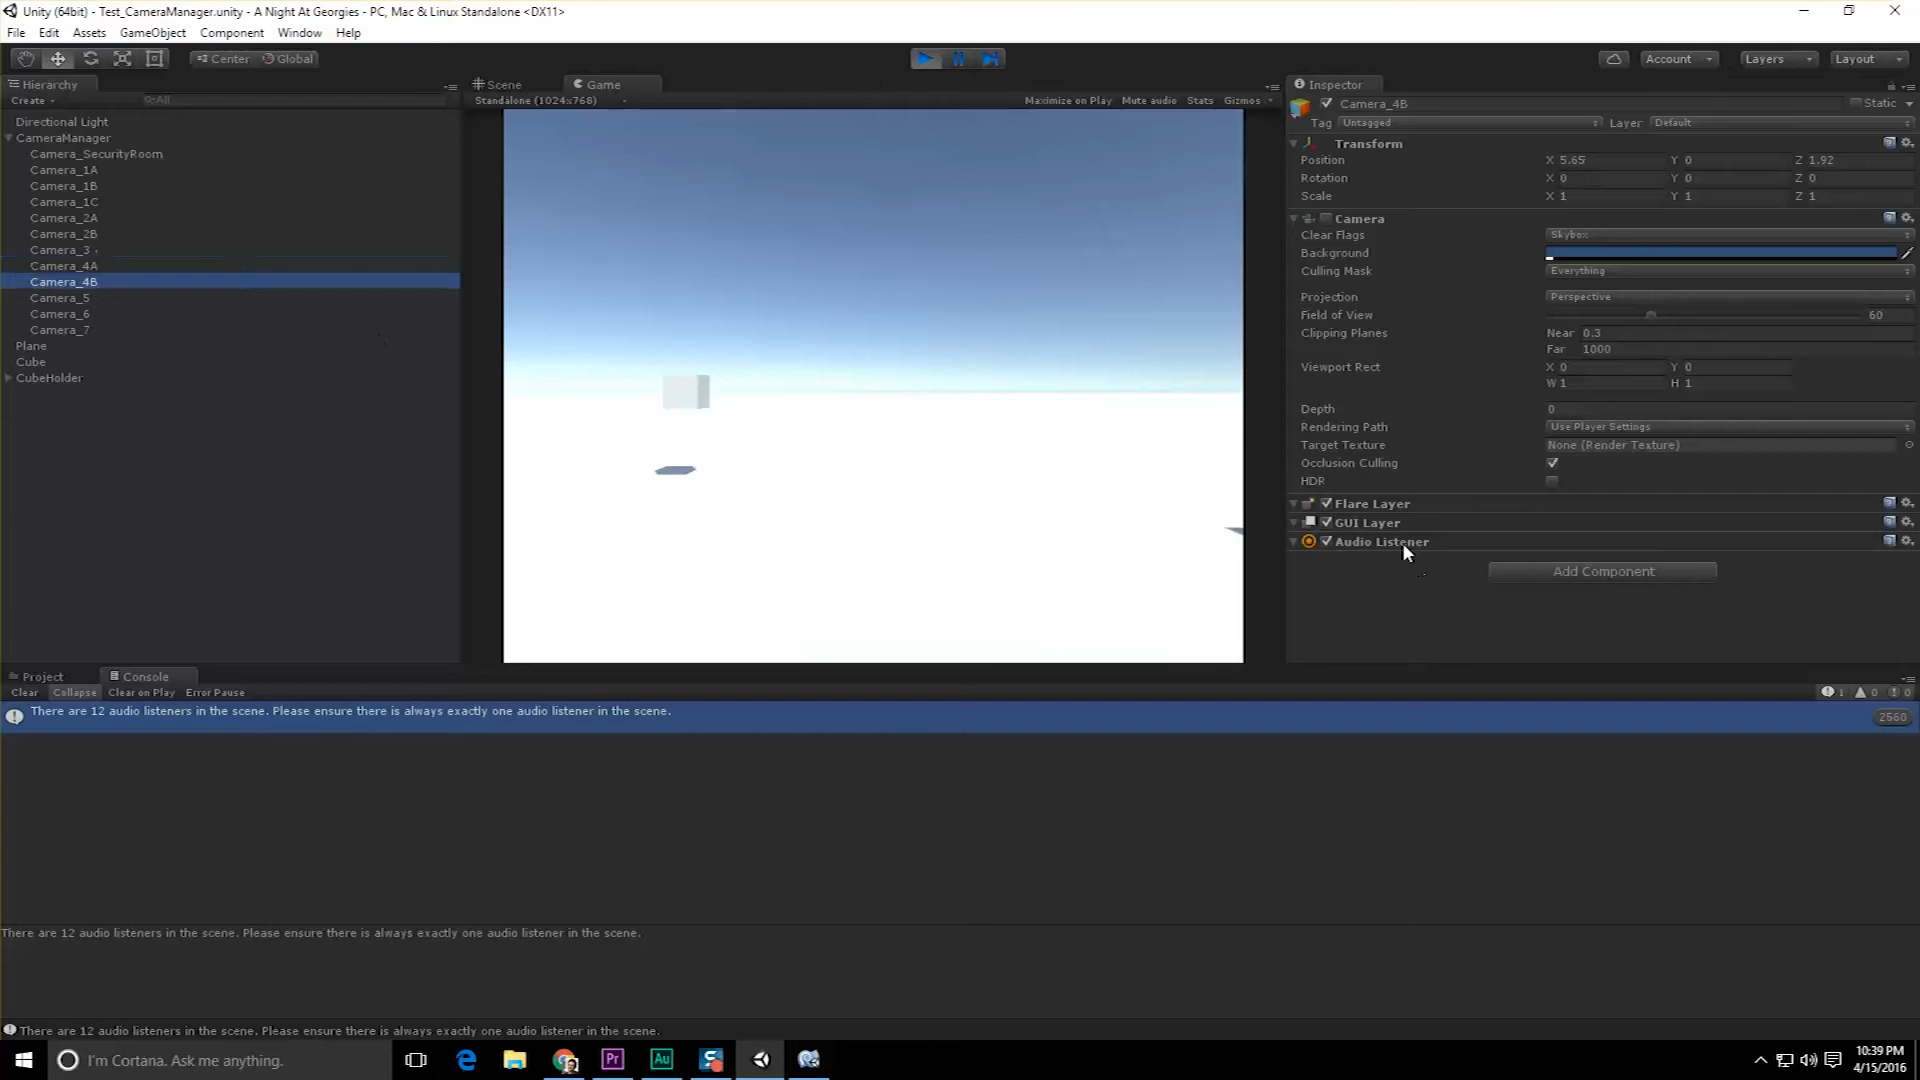 Unity (64bit) - Test_CameraManager.unity - A Night At Georgies - PC, Mac & Linux Standalone <DX11>
File Edit Assets GameObject Component Window Help
Center Global
Account Layers Layout
Hierarchy
Create All
Directional Light
CameraManager
Camera_SecurityRoom
Camera_1A
Camera_1B
Camera_1C
Camera_2A
Camera_2B
Camera_3
Camera_4A
Camera_4B
Camera_5
Camera_6
Camera_7
Plane
Cube
CubeHolder
Scene Game
Standalone (1024x768) Maximize on Play Mute audio Stats Gizmos
Inspector
Camera_4B Static
Tag Untagged Layer Default
Transform
Position X 5.65 Y 0 Z 1.92
Rotation X 0 Y 0 Z 0
Scale X 1 Y 1 Z 1
Camera
Clear Flags Skybox
Background
Culling Mask Everything
Projection Perspective
Field of View 60
Clipping Planes Near 0.3
Far 1000
Viewport Rect X 0 Y 0
W 1 H 1
Depth 0
Rendering Path Use Player Settings
Target Texture None (Render Texture)
Occlusion Culling
HDR
Flare Layer
GUI Layer
Audio Listener
Add Component
Project Console
Clear Collapse Clear on Play Error Pause 1 0 0
There are 12 audio listeners in the scene. Please ensure there is always exactly one audio listener in the scene. 2560
There are 12 audio listeners in the scene. Please ensure there is always exactly one audio listener in the scene.
There are 12 audio listeners in the scene. Please ensure there is always exactly one audio listener in the scene.
I'm Cortana. Ask me anything. Pr Au
10:39 PM
4/15/2016